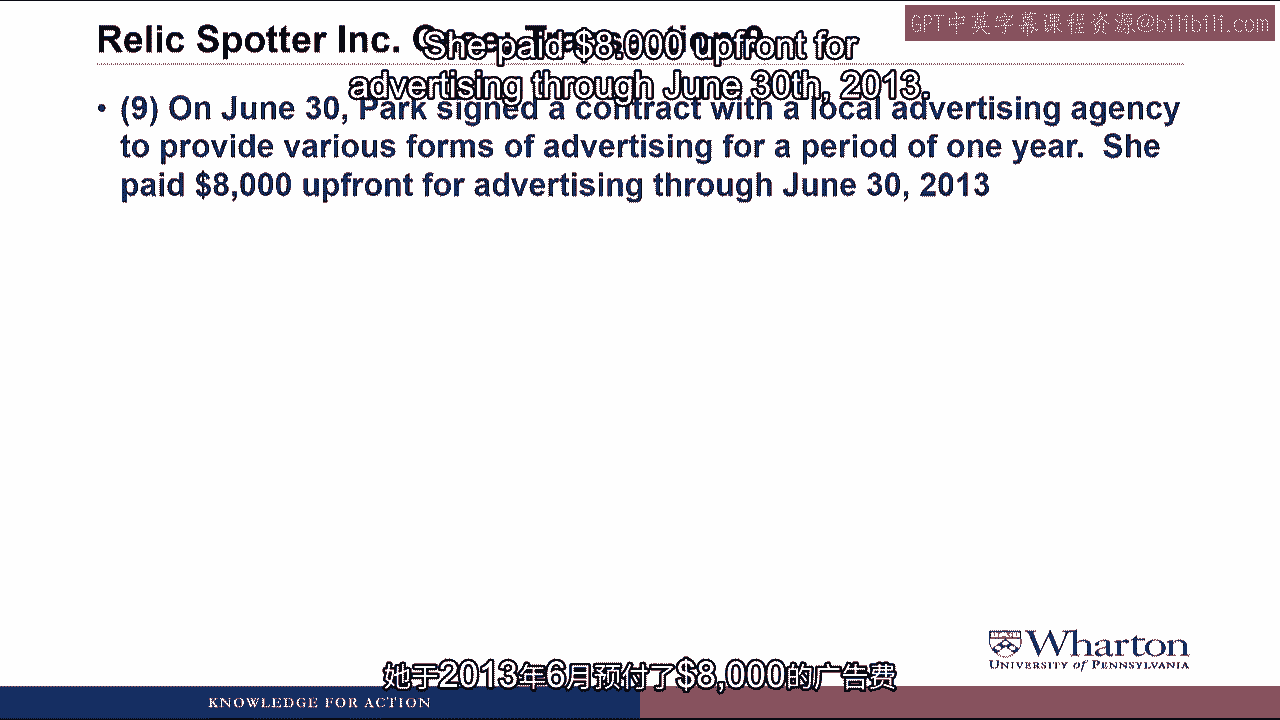 GPT中英字幕课程资源@bilibili.com
Relic Spotter Inc.
She paid $8.000 upfront for
advertising through June 30th, 2013.
• (9) On June 30, Park signed a contract with a local advertising agency
to provide various forms of advertising for a period of one year. She
paid $8,000 upfront for advertising through June 30, 2013
Wharton
UNIVERSITY of PENNSYLVANIA
她于2013年6月预付了$8,000的广告费
KNOWLEDGE FOR ACTION